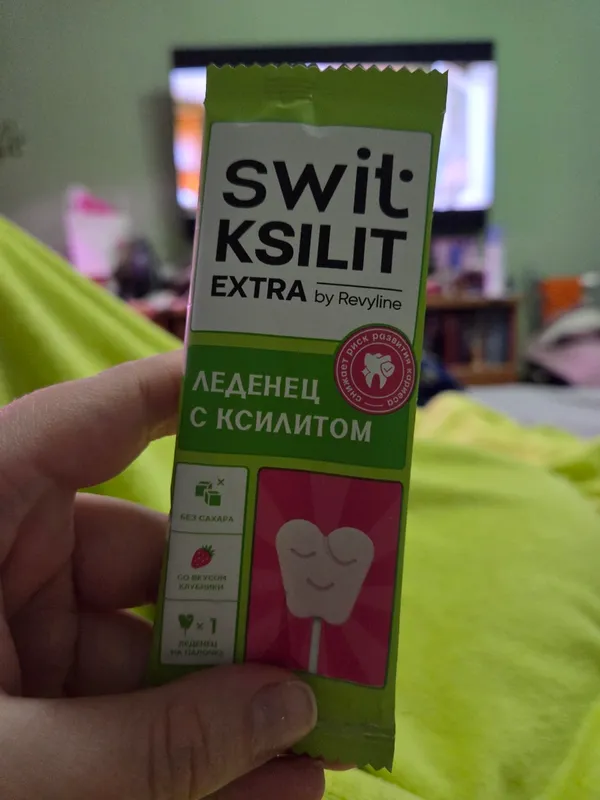 swit
KSILIT
EXTRA by Revyline
снижает риск развития кариеса
ЛЕДЕНЕЦ
С КСИЛИТОМ
БЕЗ САХАРА
СО ВКУСОМ
КЛУБНИКИ
×1
ЛЕДЕНЕЦ
НА ПАЛОЧКЕ